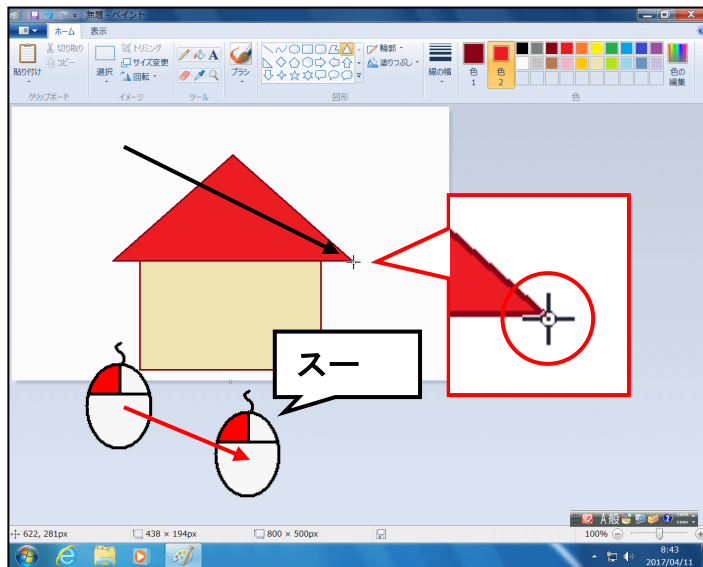 無題 - ペイント
ホーム 表示
貼り付け
切り取り
コピー
クリップボード
選択
トリミング
サイズ変更
回転
イメージ
A
ツール
ブラシ
輪郭
塗りつぶし
図形
線の幅
色
1
色
2
色の
編集
色
スー
A 般
622, 281px 438 × 194px 800 × 500px 100%
8:43
2017/04/11